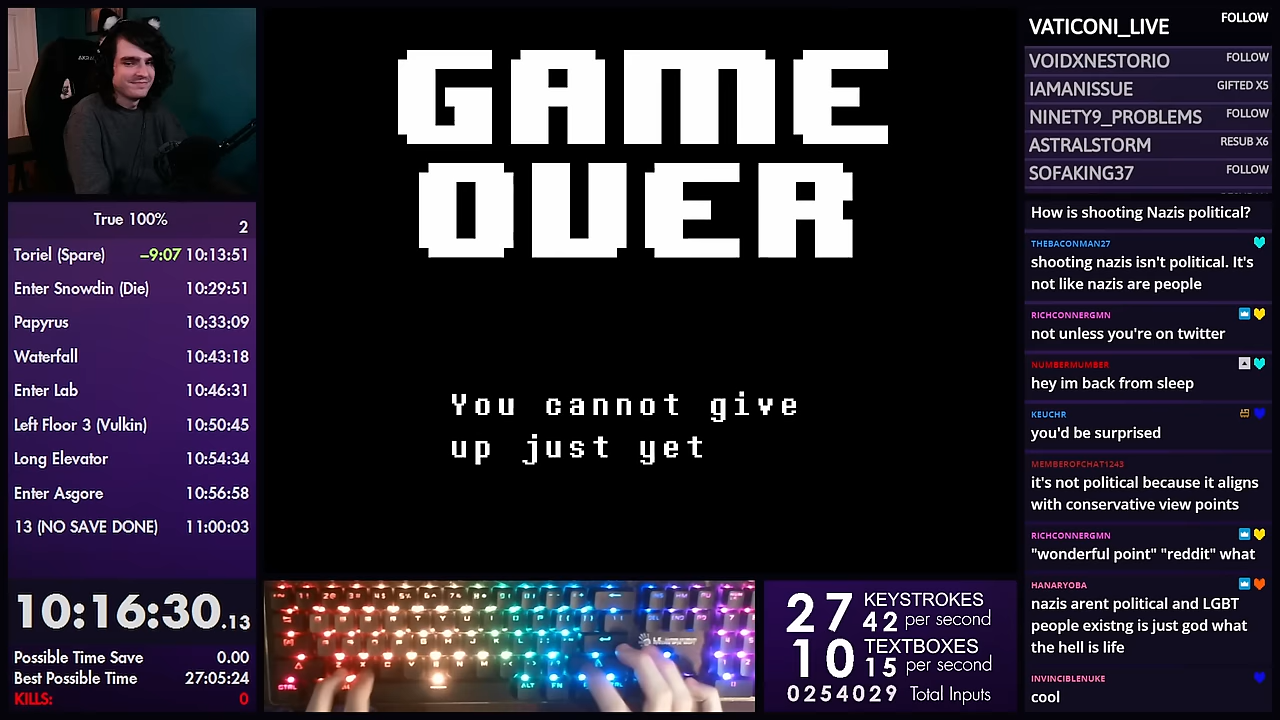 True 100%
2
Toriel (Spare) –9:07 10:13:51
Enter Snowdin (Die) 10:29:51
Papyrus 10:33:09
Waterfall 10:43:18
Enter Lab 10:46:31
Left Floor 3 (Vulkin) 10:50:45
Long Elevator 10:54:34
Enter Asgore 10:56:58
13 (NO SAVE DONE) 11:00:03
10:16:30.13
Possible Time Save 0.00
Best Possible Time 27:05:24
KILLS: 0
GAME
OVER
You cannot give
up just yet
27 KEYSTROKES
42 per second
10 TEXTBOXES
15 per second
0254029 Total Inputs
VATICONI_LIVE FOLLOW
VOIDXNESTORIO FOLLOW
IAMANISSUE GIFTED X5
NINETY9_PROBLEMS FOLLOW
ASTRALSTORM RESUB X6
SOFAKING37 FOLLOW
How is shooting Nazis political?
THEBACONMAN27
shooting nazis isn't political. It's
not like nazis are people
RICHCONNERGMN
not unless you're on twitter
NUMBERMUMBER
hey im back from sleep
KEUCHR
you'd be surprised
MEMBEROFCHAT1243
it's not political because it aligns
with conservative view points
RICHCONNERGMN
"wonderful point" "reddit" what
HANARYOBA
nazis arent political and LGBT
people existng is just god what
the hell is life
INVINCIBLENUKE
cool